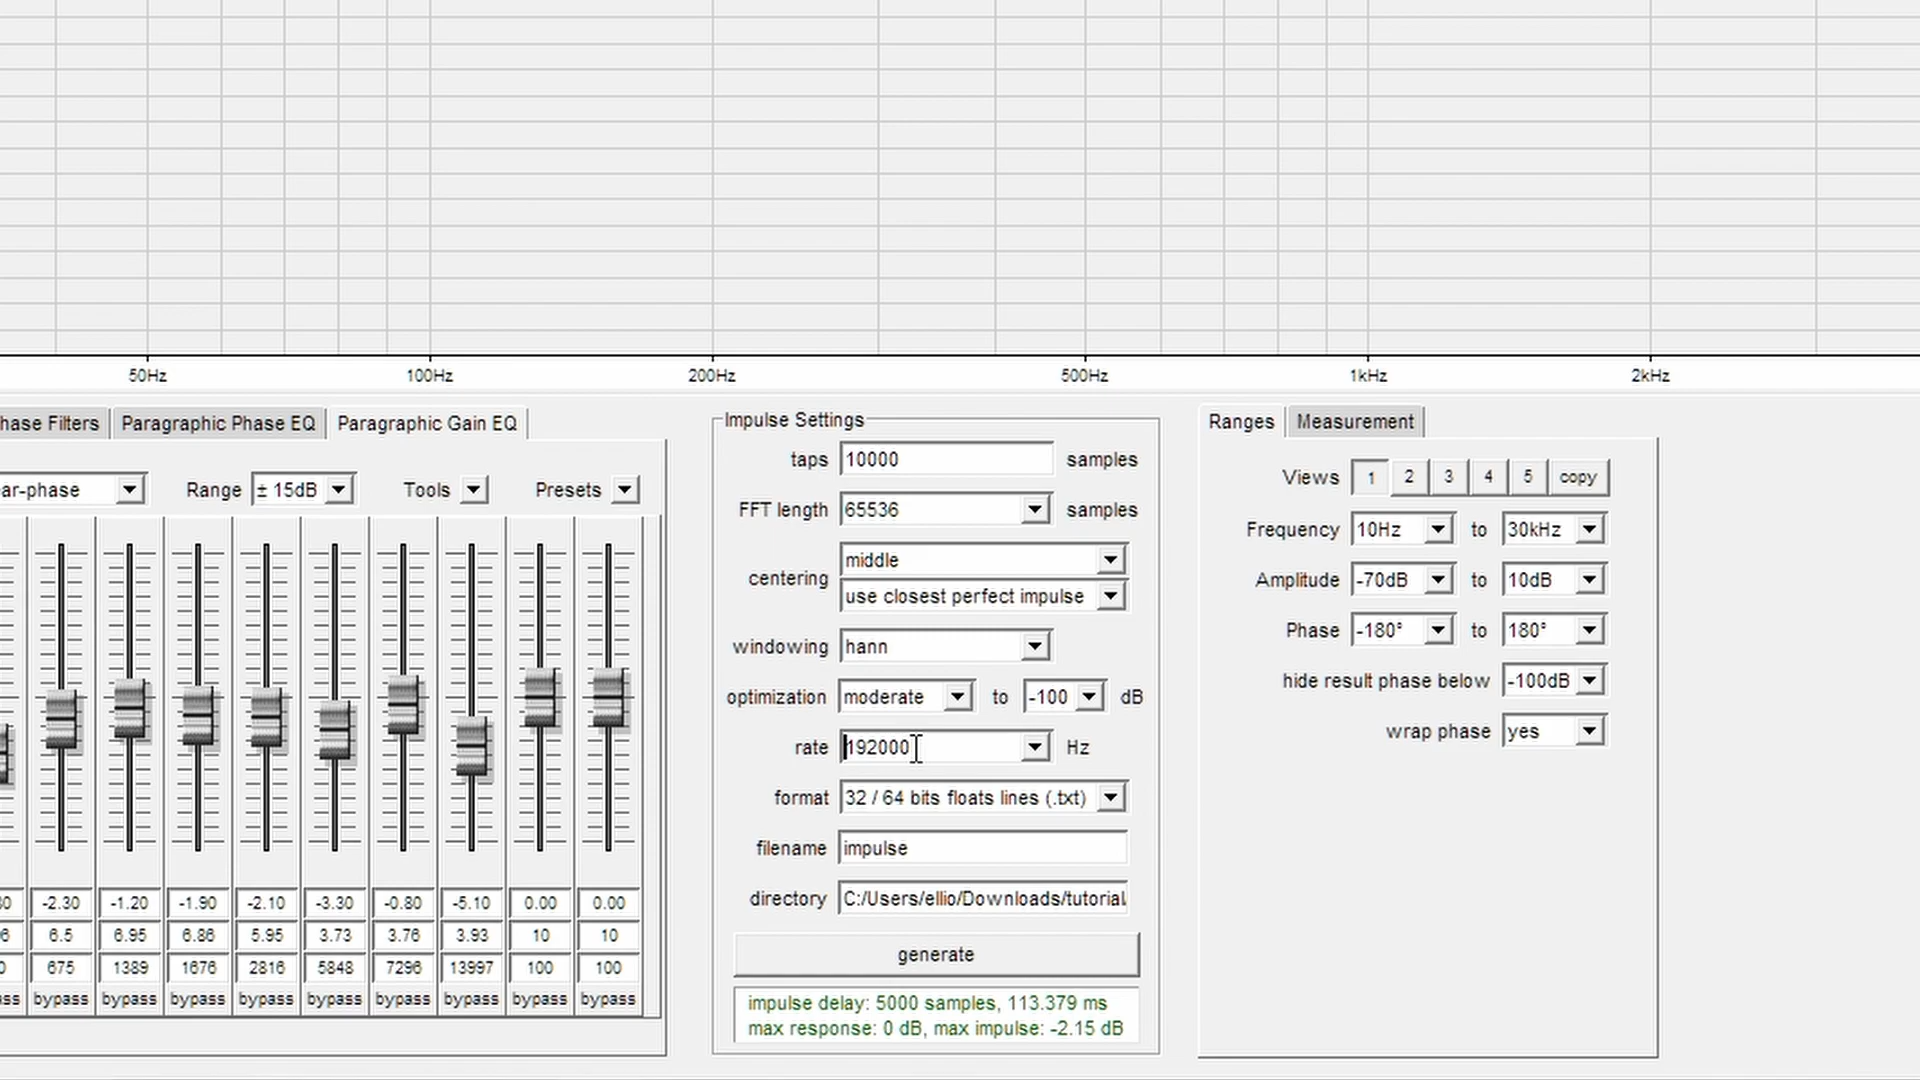 50Hz 100Hz 200Hz 500Hz 1kHz 2kHz
hase Filters Paragraphic Phase EQ Paragraphic Gain EQ
ar-phase Range ± 15dB Tools Presets
-2.30 -1.20 -1.90 -2.10 -3.30 -0.80 -5.10 0.00 0.00
6.5 6.95 6.86 5.95 3.73 3.76 3.93 10 10
675 1389 1676 2816 5848 7296 13997 100 100
bypass bypass bypass bypass bypass bypass bypass bypass bypass
Impulse Settings
taps 10000 samples
FFT length 65536 samples
centering middle
use closest perfect impulse
windowing hann
optimization moderate to -100 dB
rate 192000 Hz
format 32 / 64 bits floats lines (.txt)
filename impulse
directory C:/Users/ellio/Downloads/tutorial
generate
impulse delay: 5000 samples, 113.379 ms
max response: 0 dB, max impulse: -2.15 dB
Ranges Measurement
Views 1 2 3 4 5 copy
Frequency 10Hz to 30kHz
Amplitude -70dB to 10dB
Phase -180° to 180°
hide result phase below -100dB
wrap phase yes